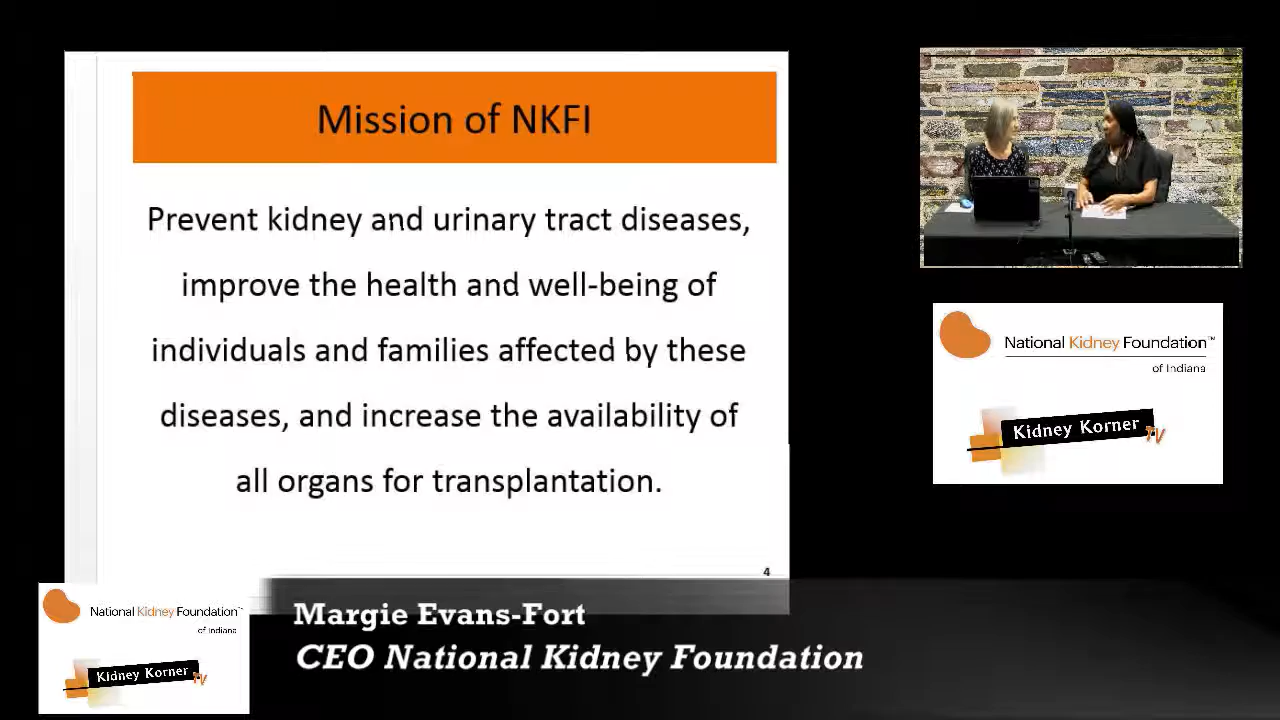 Mission of NKFI
Prevent kidney and urinary tract diseases,
improve the health and well-being of
individuals and families affected by these
diseases, and increase the availability of
all organs for transplantation.
4
National Kidney Foundation™
of Indiana
Kidney Korner TV
National Kidney Foundation™
of Indiana
Kidney Korner TV
Margie Evans-Fort
CEO National Kidney Foundation